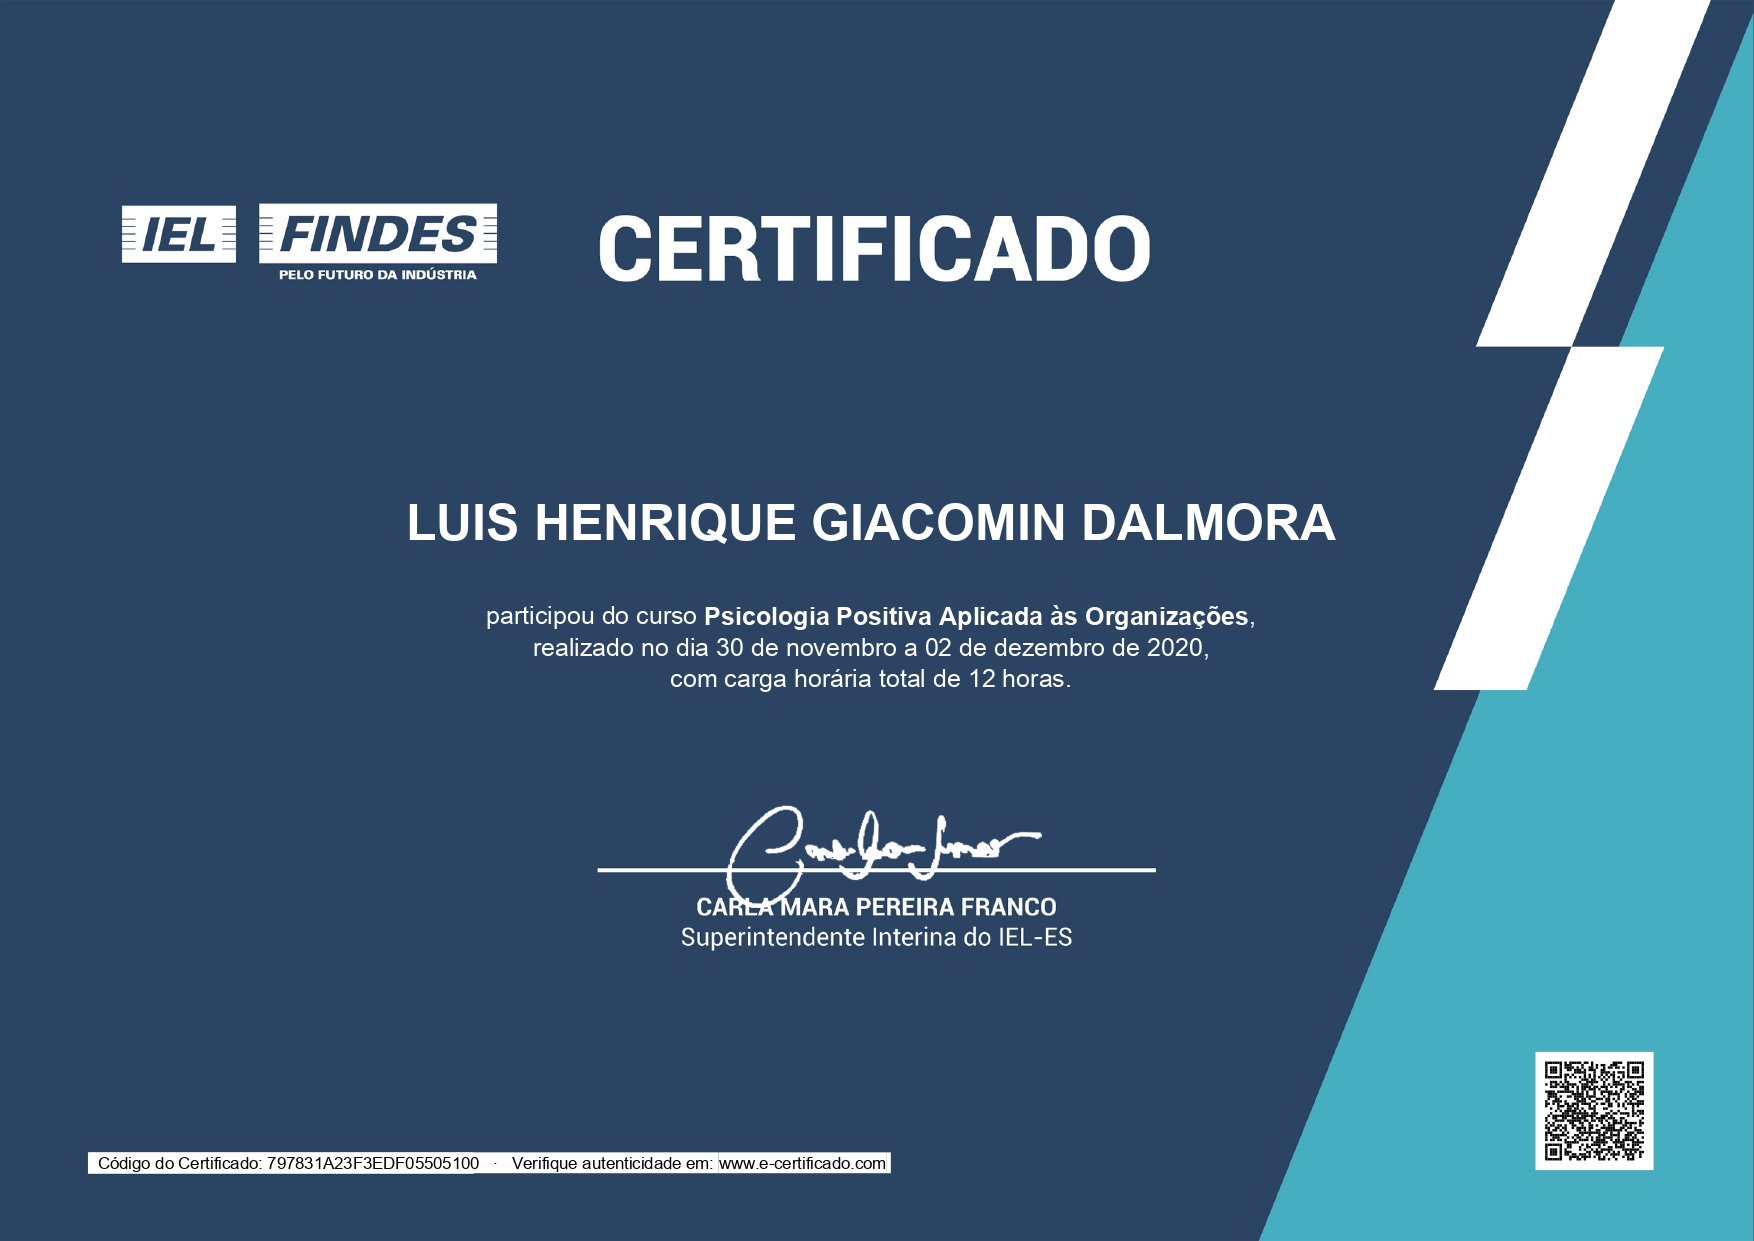 IEL FINDES
PELO FUTURO DA INDÚSTRIA
CERTIFICADO
LUIS HENRIQUE GIACOMIN DALMORA
participou do curso Psicologia Positiva Aplicada às Organizações,
realizado no dia 30 de novembro a 02 de dezembro de 2020,
com carga horária total de 12 horas.
CARLA MARA PEREIRA FRANCO
Superintendente Interina do IEL-ES
Código do Certificado: 797831A23F3EDF05505100 · Verifique autenticidade em: www.e-certificado.com